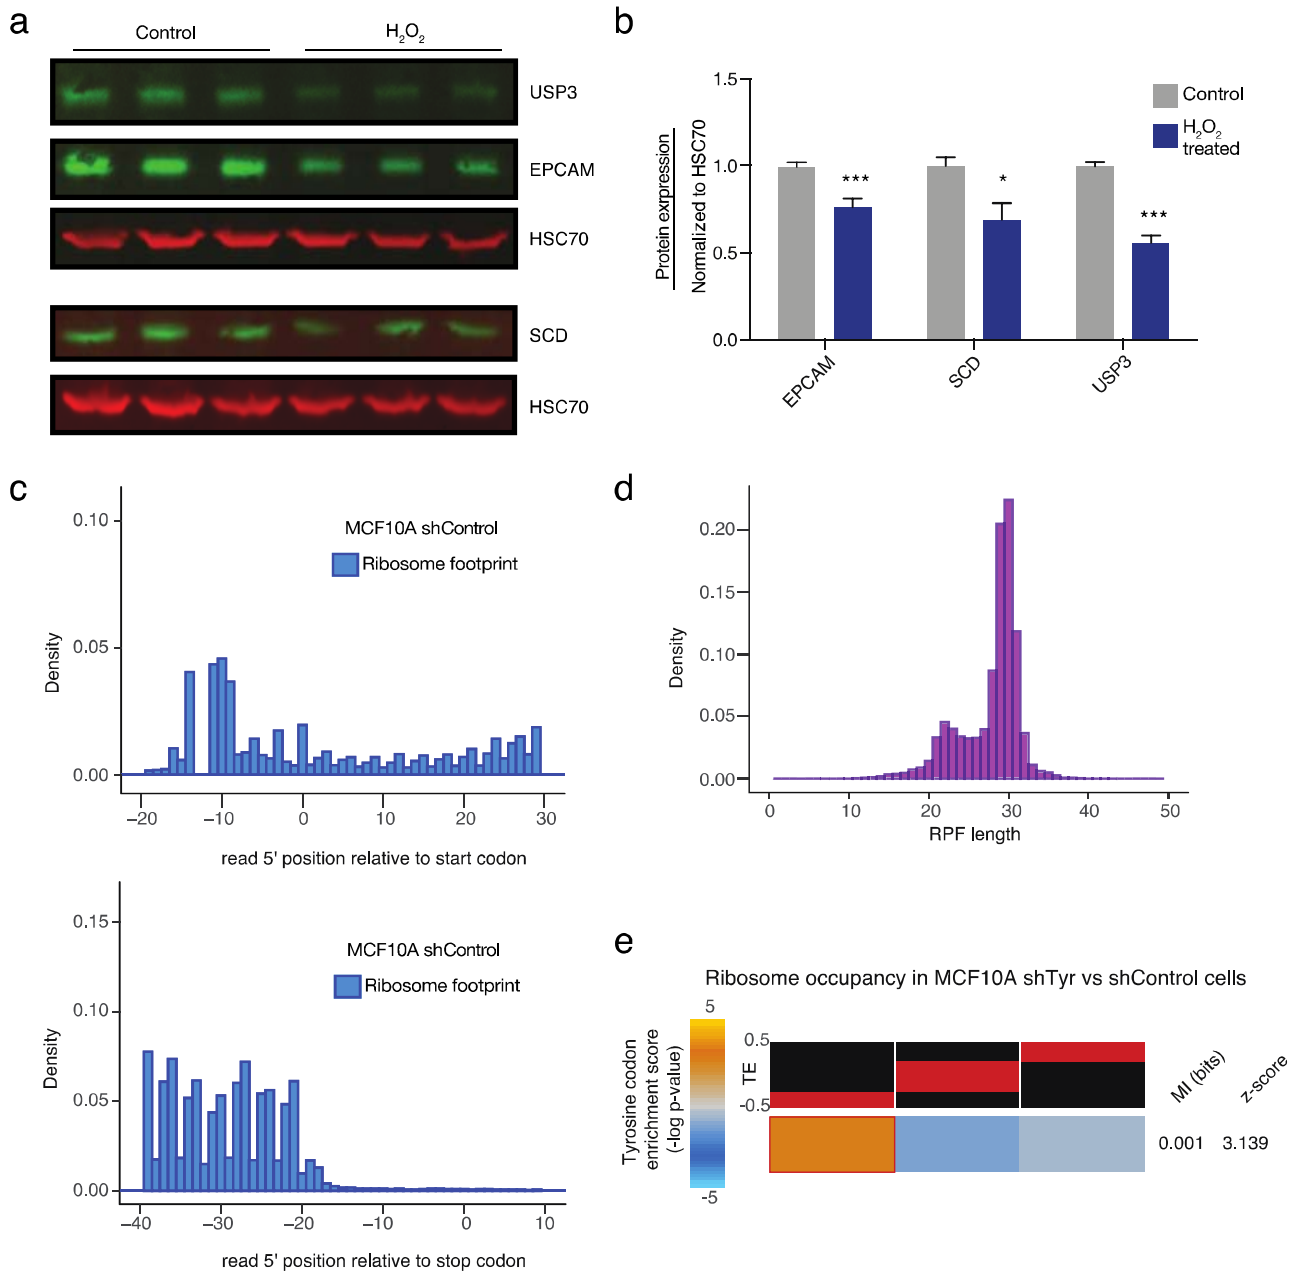 a
Control
H2O2
USP3
EPCAM
HSC70
SCD
HSC70
b
Protein exrpression
Normalized to HSC70
1.5
1.0
0.5
0.0
Control
H2O2
treated
***
*
***
EPCAM
SCD
USP3
c
0.10
0.05
0.00
Density
MCF10A shControl
Ribosome footprint
−20
−10
0
10
20
30
read 5' position relative to start codon
0.15
0.10
0.05
0.00
Density
MCF10A shControl
Ribosome footprint
−40
−30
−20
−10
0
10
read 5' position relative to stop codon
d
0.20
0.15
0.10
0.05
0.00
Density
0
10
20
30
40
50
RPF length
e
Ribosome occupancy in MCF10A shTyr vs shControl cells
Tyrosine codon
enrichment score
(-log p-value)
5
-5
0.5
TE
-0.5
MI (bits)
z-score
0.001
3.139